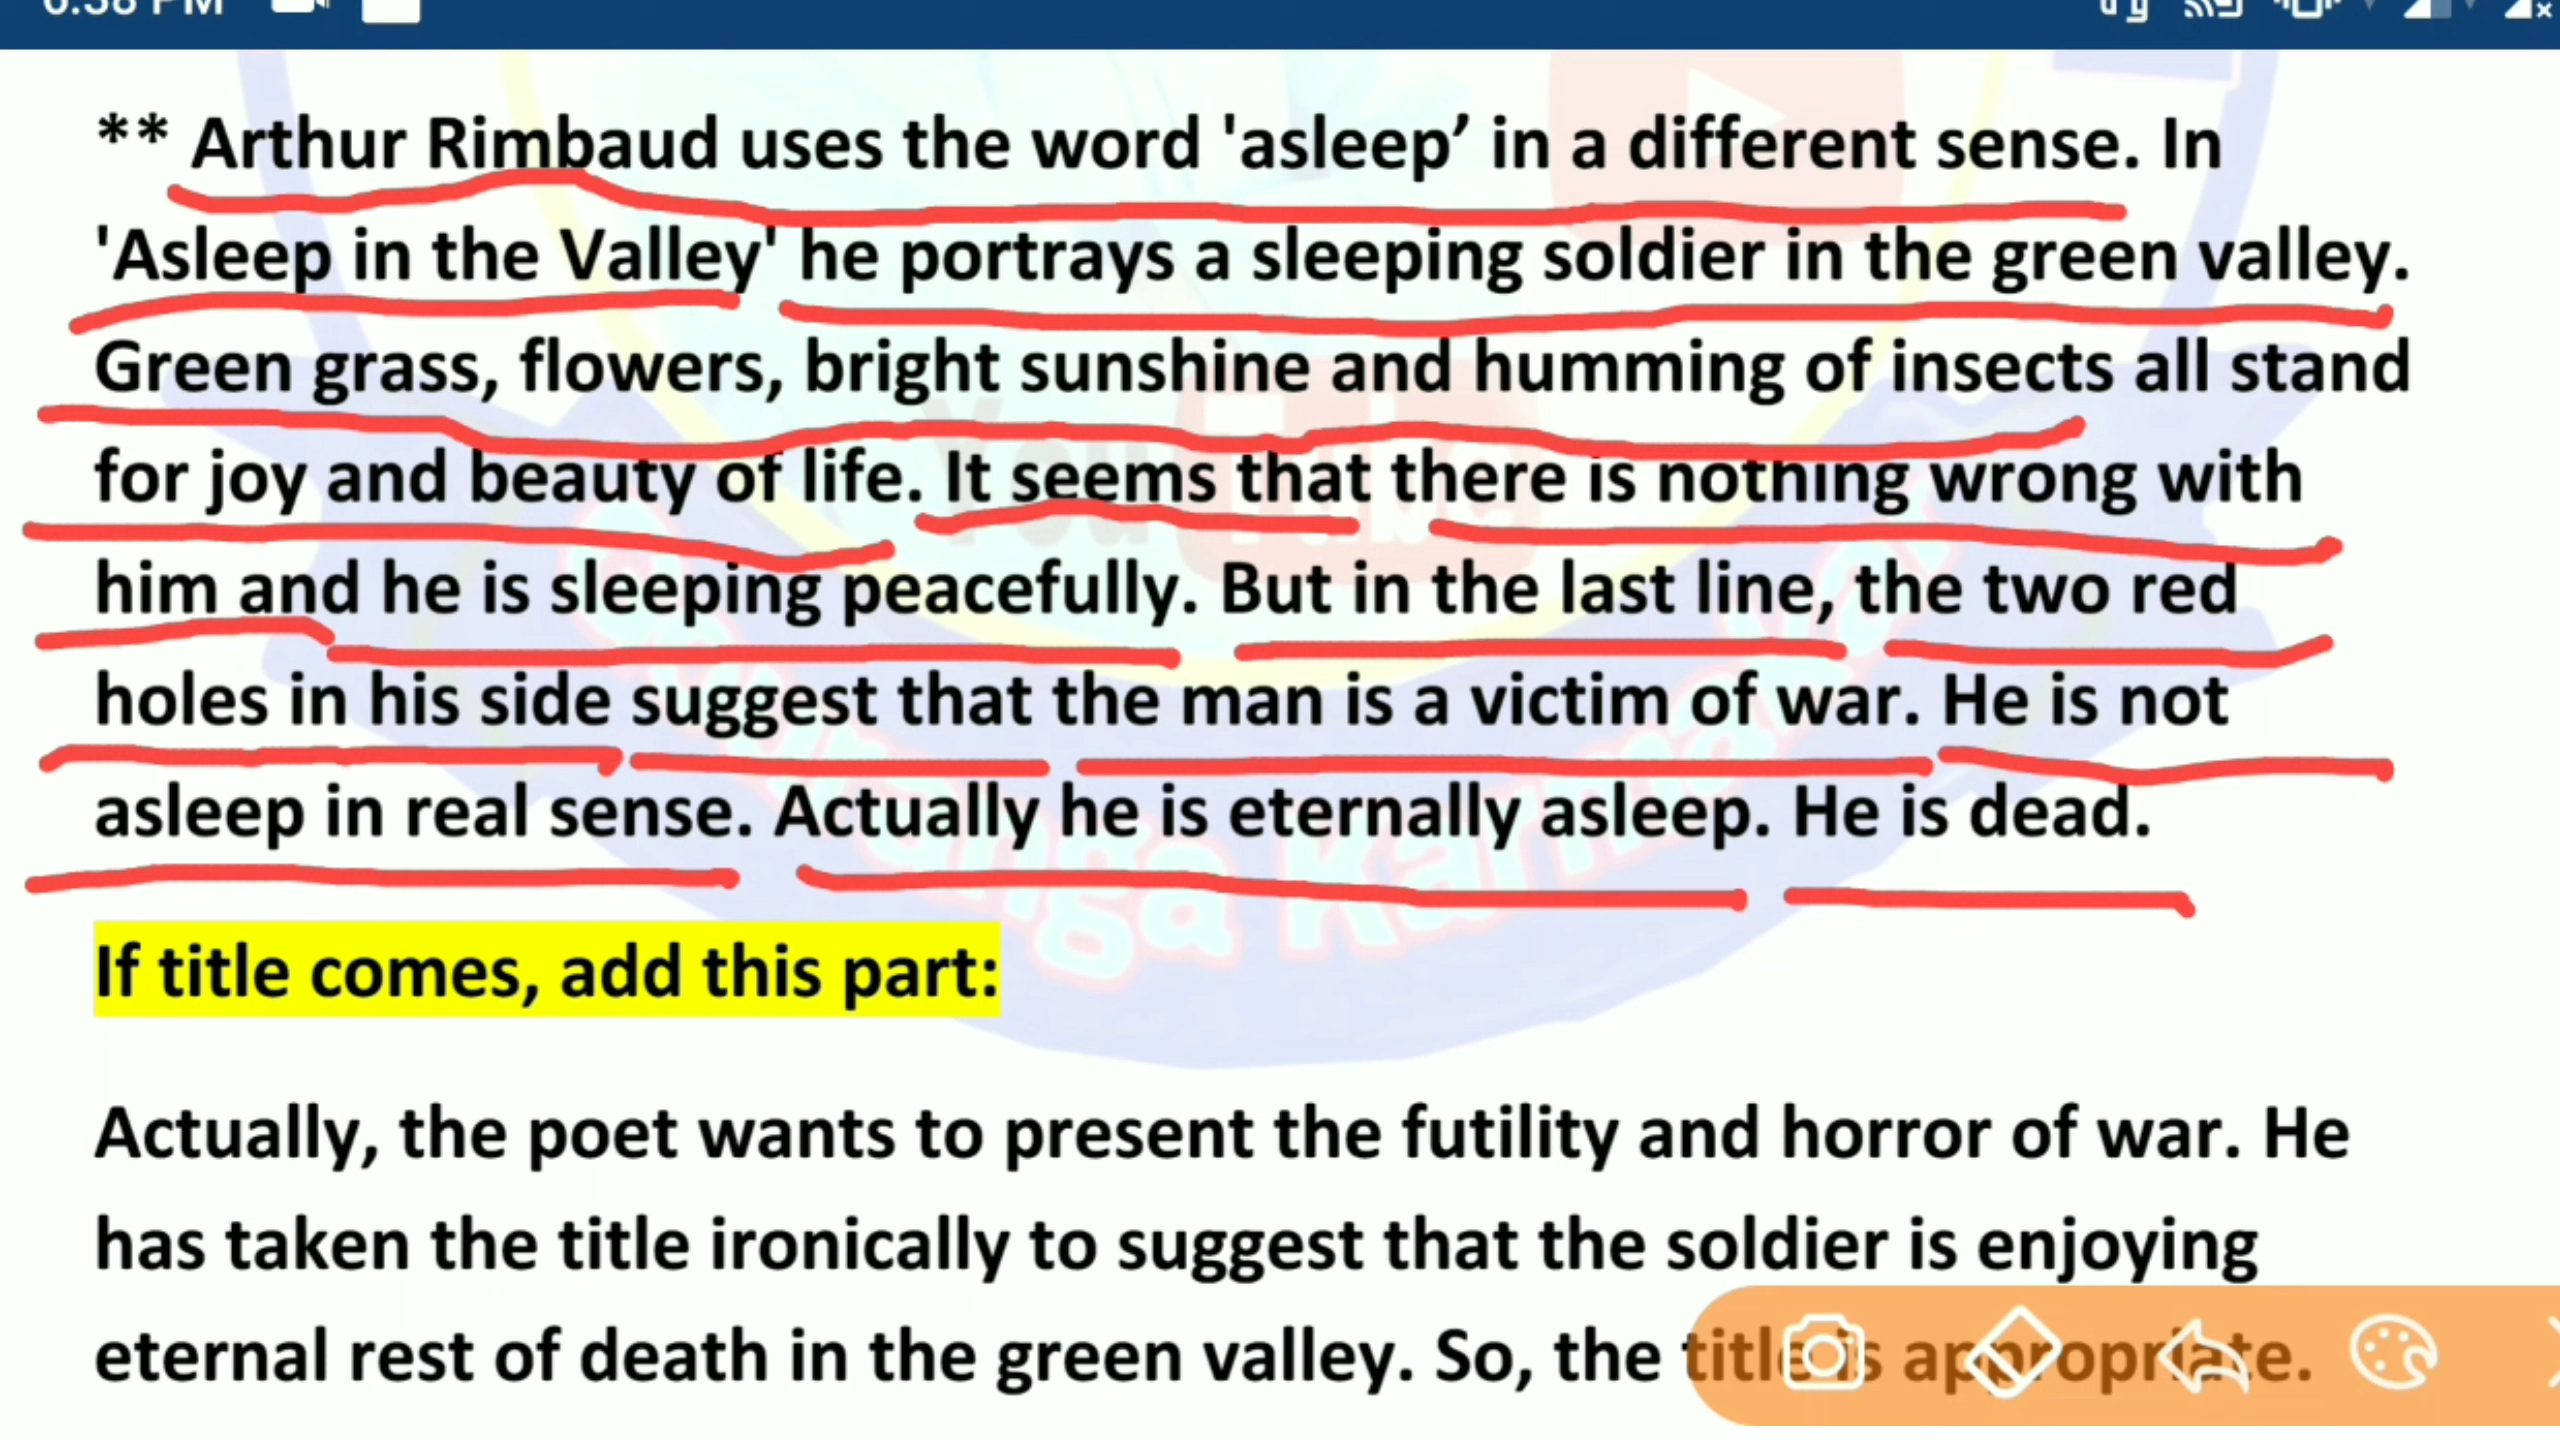 ** Arthur Rimbaud uses the word 'asleep’ in a different sense. In
'Asleep in the Valley' he portrays a sleeping soldier in the green valley.
Green grass, flowers, bright sunshine and humming of insects all stand
for joy and beauty of life. It seems that there is nothing wrong with
him and he is sleeping peacefully. But in the last line, the two red
holes in his side suggest that the man is a victim of war. He is not
asleep in real sense. Actually he is eternally asleep. He is dead.
If title comes, add this part:
Actually, the poet wants to present the futility and horror of war. He
has taken the title ironically to suggest that the soldier is enjoying
eternal rest of death in the green valley. So, the title is appropriate.